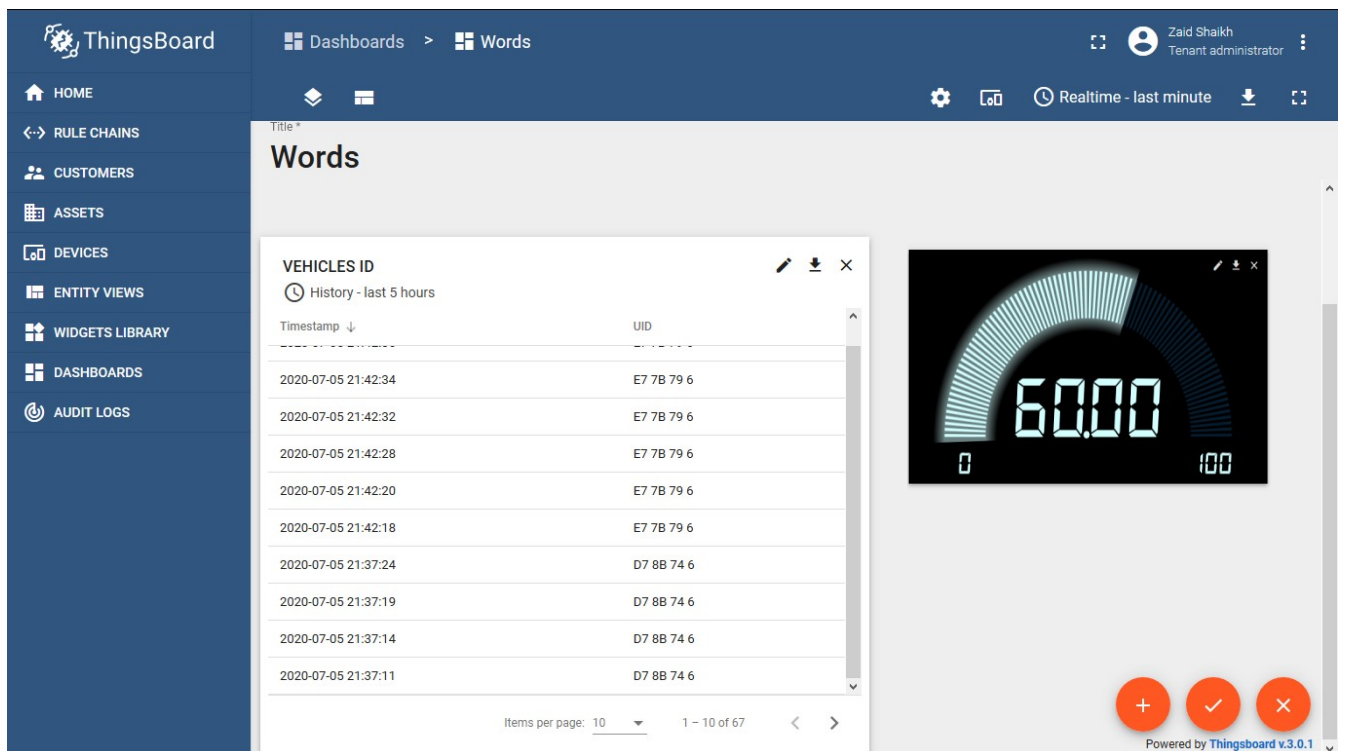 ThingsBoard
Dashboards > Words
Zaid Shaikh
Tenant administrator
HOME
RULE CHAINS
CUSTOMERS
ASSETS
DEVICES
ENTITY VIEWS
WIDGETS LIBRARY
DASHBOARDS
AUDIT LOGS
Realtime - last minute
Title *
Words
VEHICLES ID
History - last 5 hours
Timestamp UID
2020-07-05 21:42:34 E7 7B 79 6
2020-07-05 21:42:32 E7 7B 79 6
2020-07-05 21:42:28 E7 7B 79 6
2020-07-05 21:42:20 E7 7B 79 6
2020-07-05 21:42:18 E7 7B 79 6
2020-07-05 21:37:24 D7 8B 74 6
2020-07-05 21:37:19 D7 8B 74 6
2020-07-05 21:37:14 D7 8B 74 6
2020-07-05 21:37:11 D7 8B 74 6
Items per page: 10 1 – 10 of 67
60.00
0 100
Powered by Thingsboard v.3.0.1